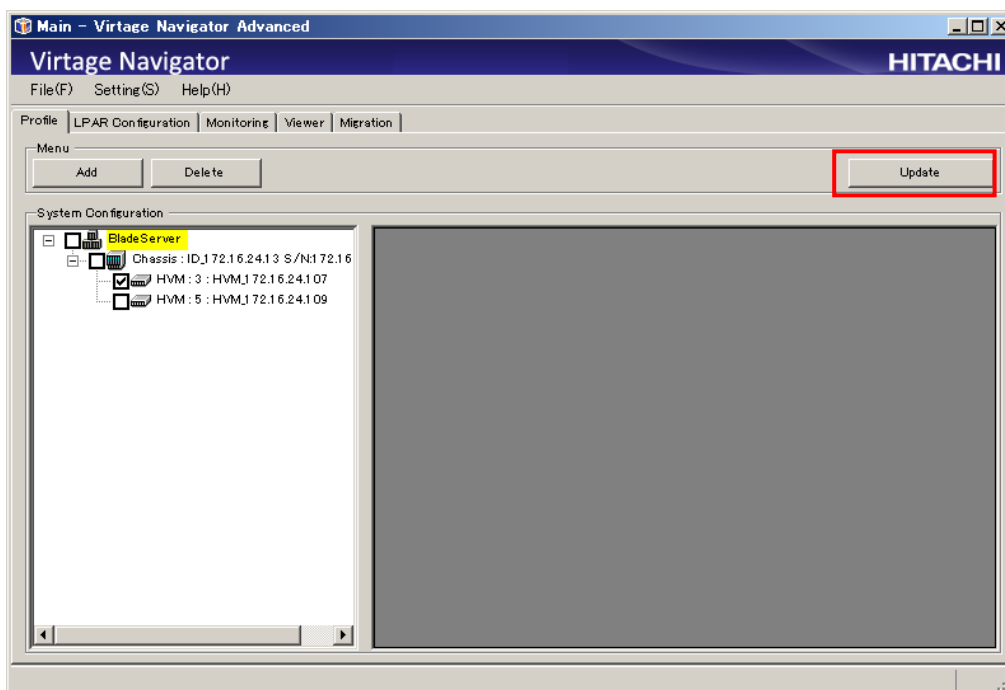 Main - Virtage Navigator Advanced
Virtage Navigator HITACHI
File(F) Setting(S) Help(H)
Profile LPAR Configuration Monitoring Viewer Migration
Menu
Add Delete Update
System Configuration
BladeServer
Chassis : ID_172.16.24.13 S/N:172.16
HVM : 3 : HVM_172.16.24.107
HVM : 5 : HVM_172.16.24.109